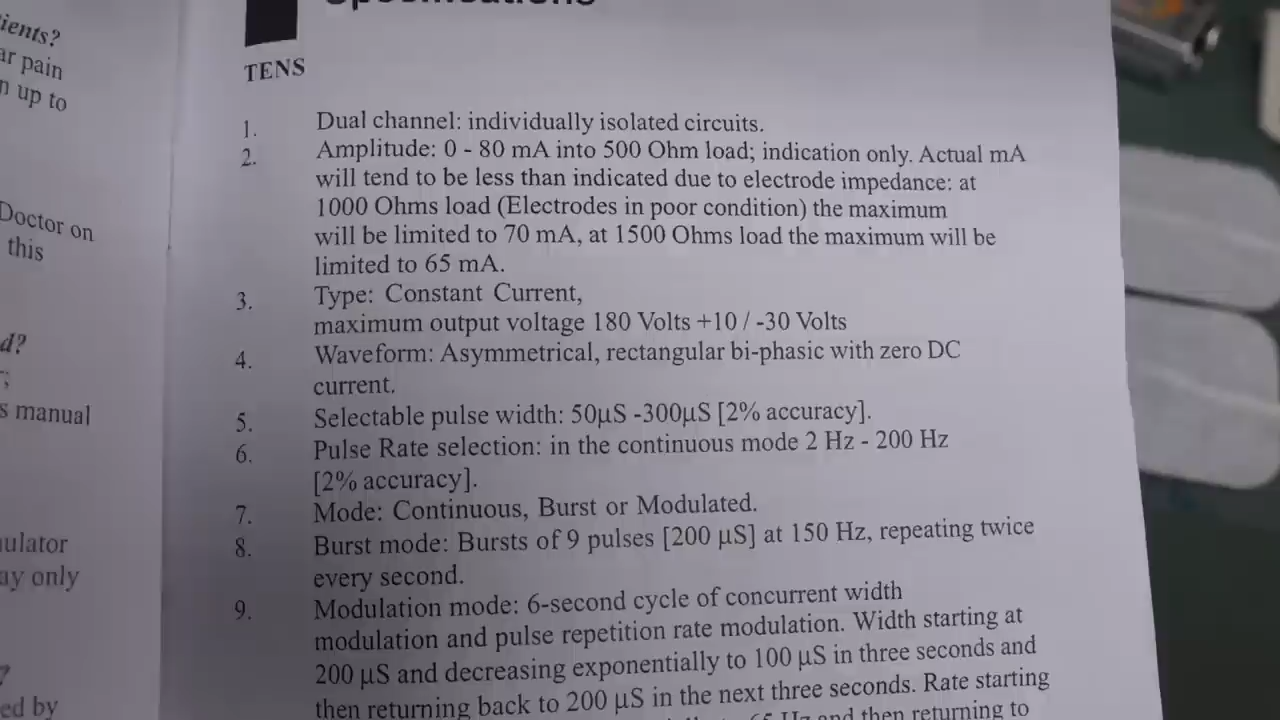 ients?
ar pain
n up to
Doctor on
this
d?
s manual
ulator
ay only
?
ed by
Specifications
TENS
1. Dual channel: individually isolated circuits.
2. Amplitude: 0 - 80 mA into 500 Ohm load; indication only. Actual mA
will tend to be less than indicated due to electrode impedance: at
1000 Ohms load (Electrodes in poor condition) the maximum
will be limited to 70 mA, at 1500 Ohms load the maximum will be
limited to 65 mA.
3. Type: Constant Current,
maximum output voltage 180 Volts +10 / -30 Volts
4. Waveform: Asymmetrical, rectangular bi-phasic with zero DC
current.
5. Selectable pulse width: 50µS -300µS [2% accuracy].
6. Pulse Rate selection: in the continuous mode 2 Hz - 200 Hz
[2% accuracy].
7. Mode: Continuous, Burst or Modulated.
8. Burst mode: Bursts of 9 pulses [200 µS] at 150 Hz, repeating twice
every second.
9. Modulation mode: 6-second cycle of concurrent width
modulation and pulse repetition rate modulation. Width starting at
200 µS and decreasing exponentially to 100 µS in three seconds and
then returning back to 200 µS in the next three seconds. Rate starting
65 Hz and then returning to